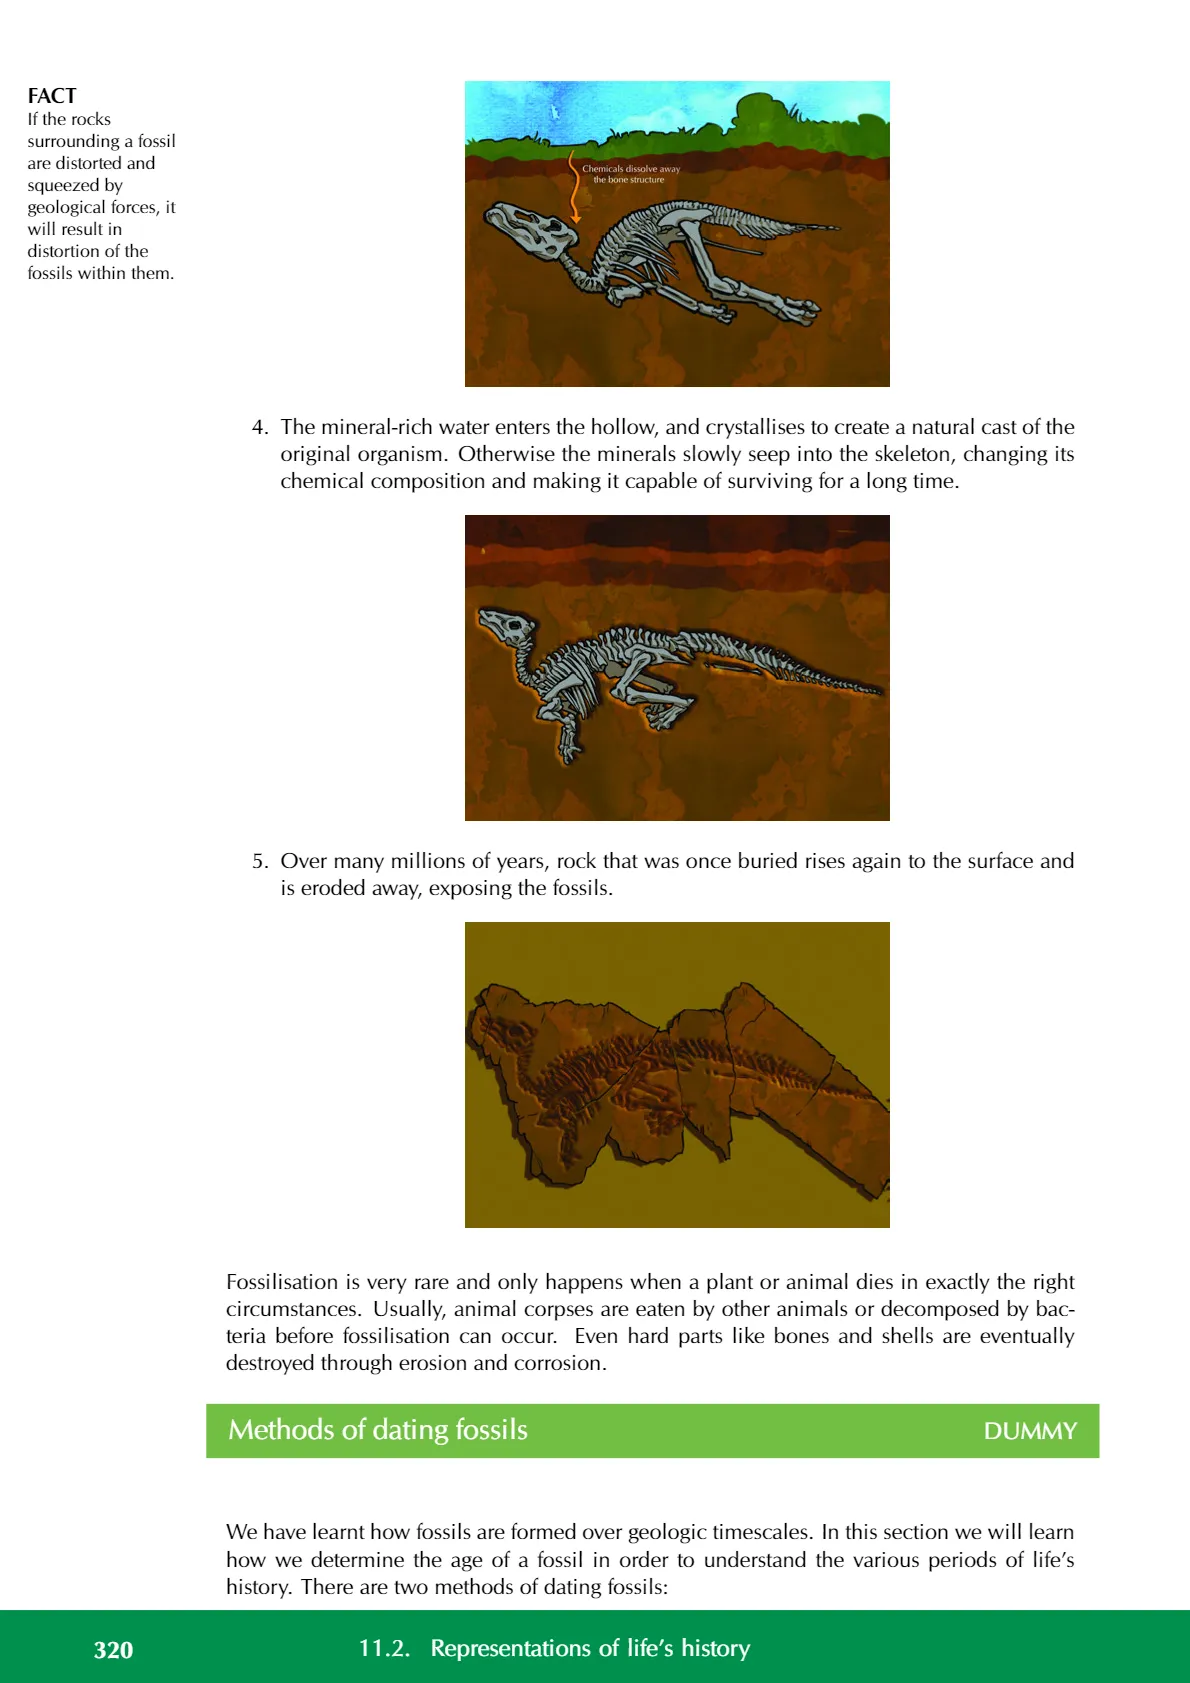 FACT
If the rocks
surrounding a fossil
are distorted and
squeezed by
geological forces, it
will result in
distortion of the
fossils within them.
Chemicals dissolve away
the bone structure
4. The mineral-rich water enters the hollow, and crystallises to create a natural cast of the
original organism. Otherwise the minerals slowly seep into the skeleton, changing its
chemical composition and making it capable of surviving for a long time.
5. Over many millions of years, rock that was once buried rises again to the surface and
is eroded away, exposing the fossils.
Fossilisation is very rare and only happens when a plant or animal dies in exactly the right
circumstances. Usually, animal corpses are eaten by other animals or decomposed by bac-
teria before fossilisation can occur. Even hard parts like bones and shells are eventually
destroyed through erosion and corrosion.
Methods of dating fossils DUMMY
We have learnt how fossils are formed over geologic timescales. In this section we will learn
how we determine the age of a fossil in order to understand the various periods of life’s
history. There are two methods of dating fossils:
320 11.2. Representations of life’s history